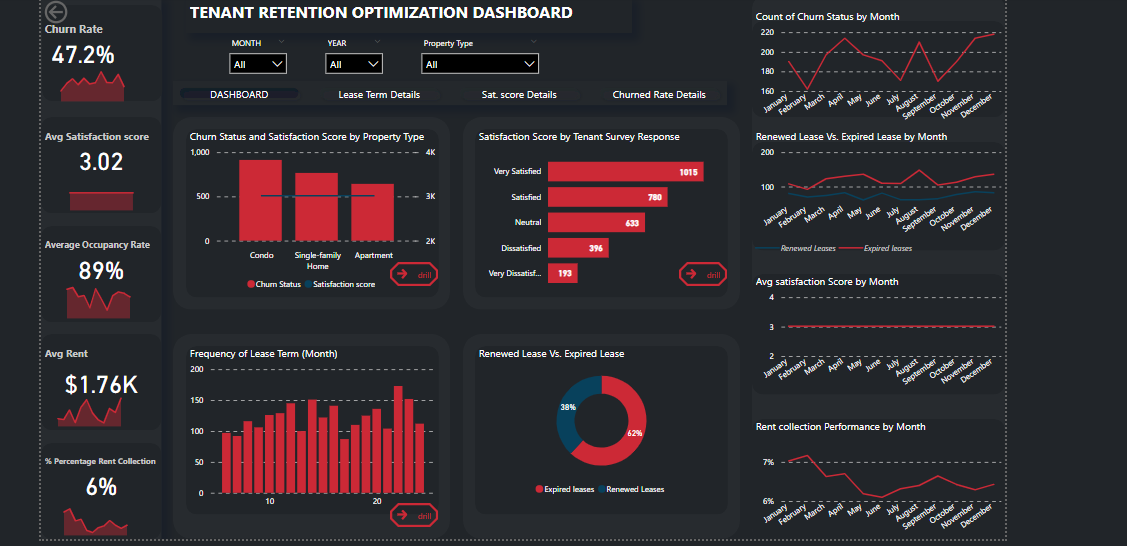 TENANT RETENTION OPTIMIZATION DASHBOARD
Churn Rate
47.2%
Avg Satisfaction score
3.02
Average Occupancy Rate
89%
Avg Rent
$1.76K
% Percentage Rent Collection
6%
MONTH YEAR Property Type
All All All
DASHBOARD Lease Term Details Sat. score Details Churned Rate Details
Churn Status and Satisfaction Score by Property Type
1,000 4K
500 3K
0 2K
Condo Single-family Home Apartment
Churn Status Satisfaction score
drill
Satisfaction Score by Tenant Survey Response
Very Satisfied 1015
Satisfied 780
Neutral 633
Dissatisfied 396
Very Dissatisf... 193
drill
Frequency of Lease Term (Month)
200
150
100
50
0
10 20
drill
Renewed Lease Vs. Expired Lease
38%
62%
Expired leases Renewed Leases
Count of Churn Status by Month
220
200
180
160
January February March April May June July August September October November December
Renewed Lease Vs. Expired Lease by Month
200
100
January February March April May June July August September October November December
Renewed Leases Expired leases
Avg satisfaction Score by Month
4
3
2
January February March April May June July August September October November December
Rent collection Performance by Month
7%
6%
January February March April May June July August September October November December